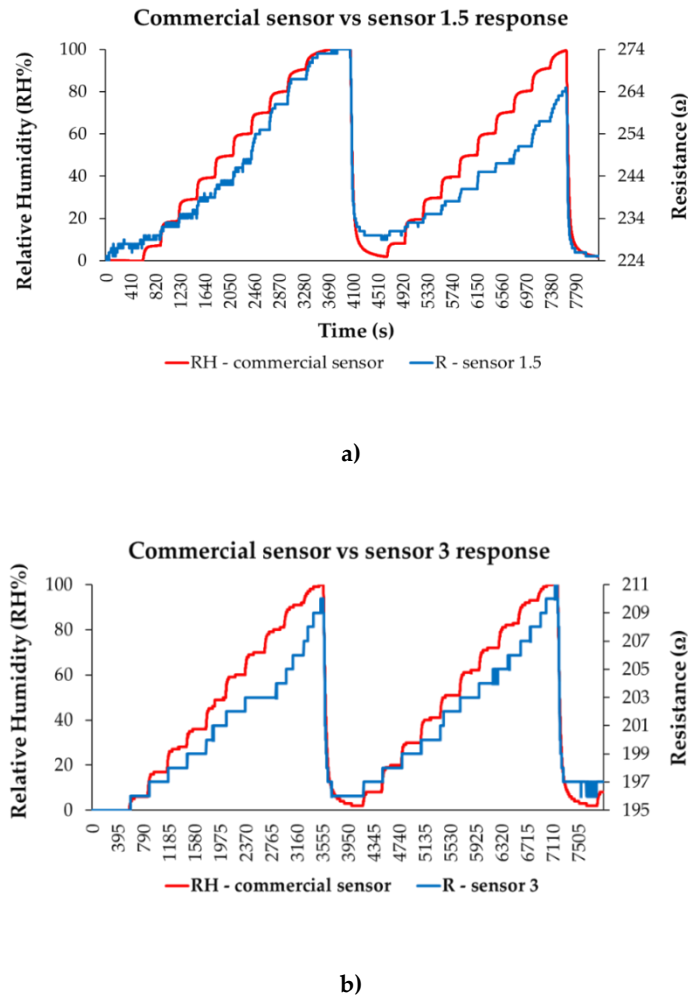 Commercial sensor vs sensor 1.5 response
Relative Humidity (RH%)
100
80
60
40
20
0
274
264
254
244
234
224
Resistance (Ω)
0 410 820 1230 1640 2050 2460 2870 3280 3690 4100 4510 4920 5330 5740 6150 6560 6970 7380 7790
Time (s)
RH - commercial sensor R - sensor 1.5
a)
Commercial sensor vs sensor 3 response
Relative Humidity (RH%)
100
80
60
40
20
0
211
209
207
205
203
201
199
197
195
Resistance (Ω)
0 395 790 1185 1580 1975 2370 2765 3160 3555 3950 4345 4740 5135 5530 5925 6320 6715 7110 7505
RH - commercial sensor R - sensor 3
b)